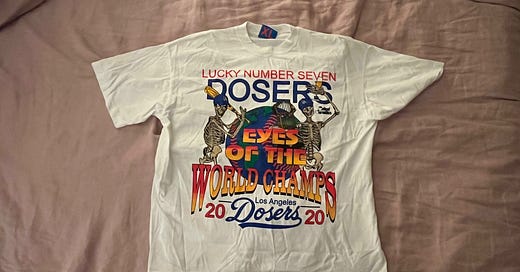 LUCKY NUMBER SEVEN
DOSERS
EYES
OF THE
WORLD CHAMPS
Los Angeles
20 Dosers 20